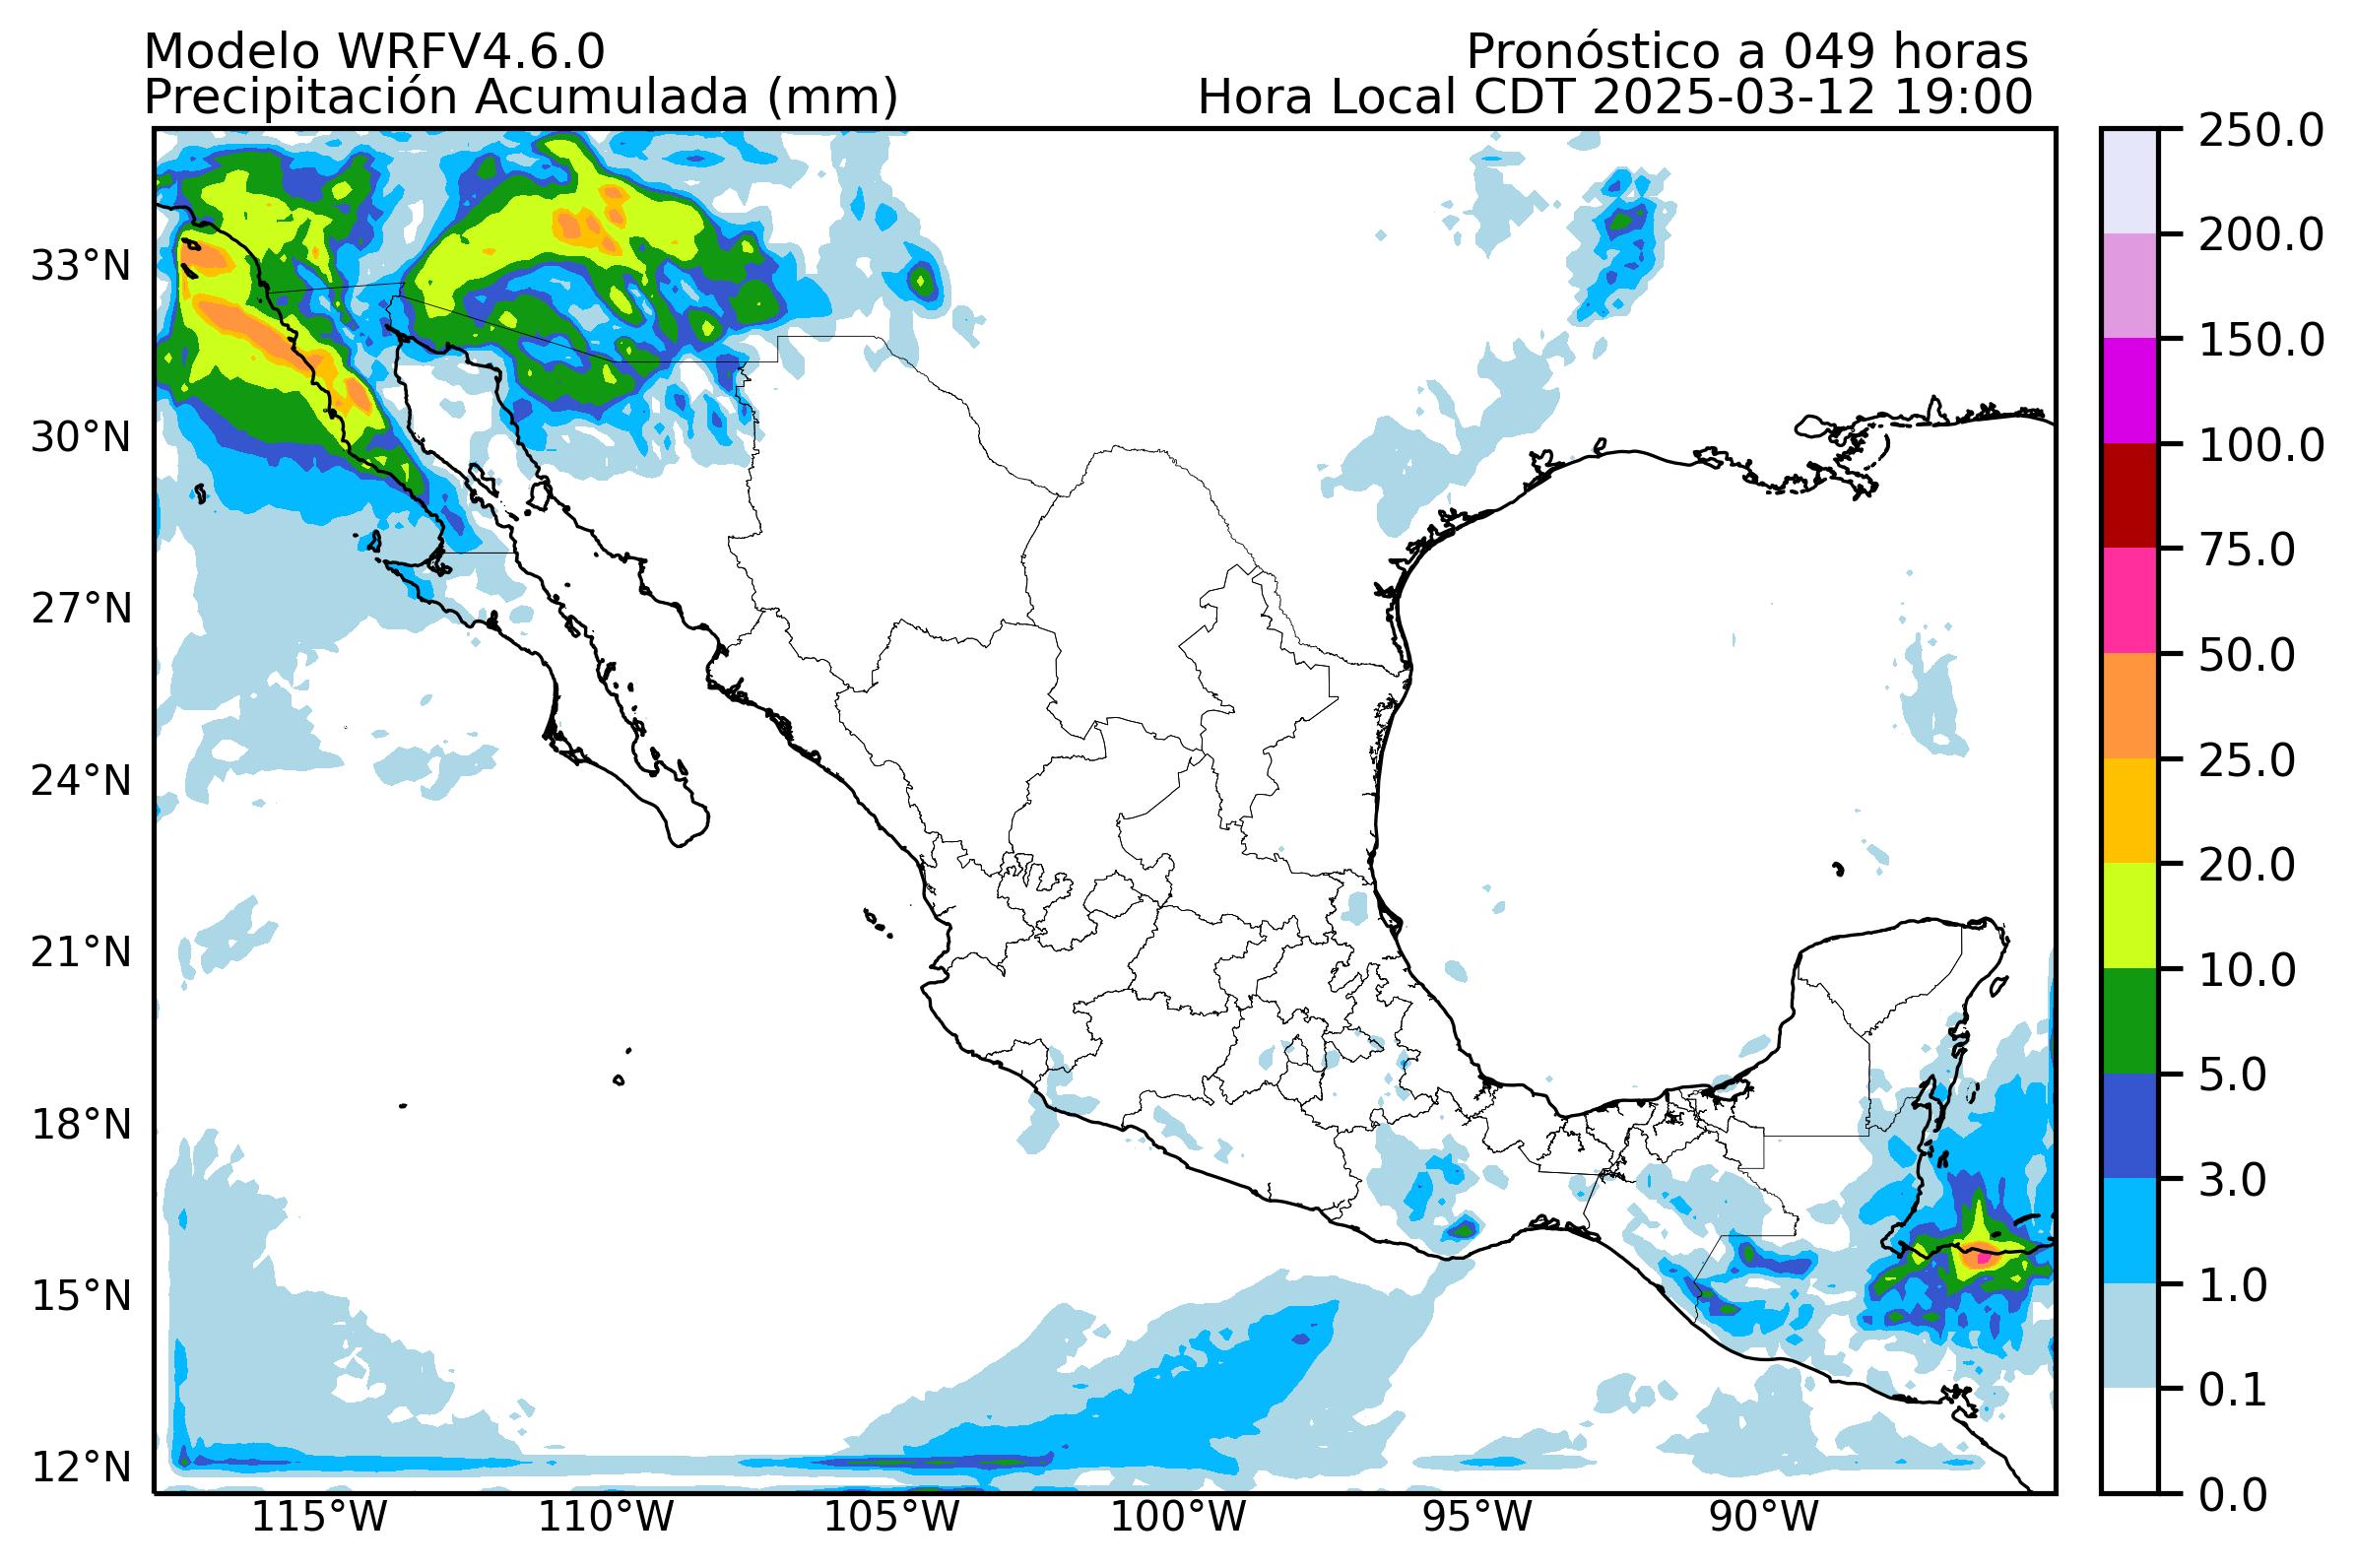 Modelo WRFV4.6.0
Pronóstico a 049 horas
Precipitación Acumulada (mm)
Hora Local CDT 2025-03-12 19:00
33°N
30°N
27°N
24°N
21°N
18°N
15°N
12°N
115°W
110°W
105°W
100°W
95°W
90°W
250.0
200.0
150.0
100.0
75.0
50.0
25.0
20.0
10.0
5.0
3.0
1.0
0.1
0.0